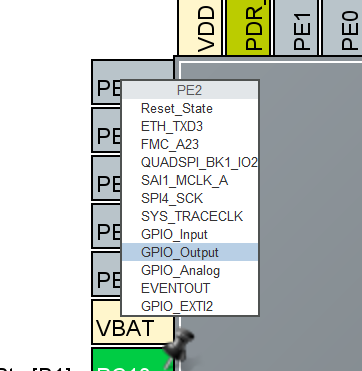 VDD
PDR_
PE1
PE0
PE
PE2
Reset_State
ETH_TXD3
FMC_A23
QUADSPI_BK1_IO2
SAI1_MCLK_A
SPI4_SCK
SYS_TRACECLK
GPIO_Input
GPIO_Output
GPIO_Analog
EVENTOUT
GPIO_EXTI2
PE
PE
PE
PE
VBAT